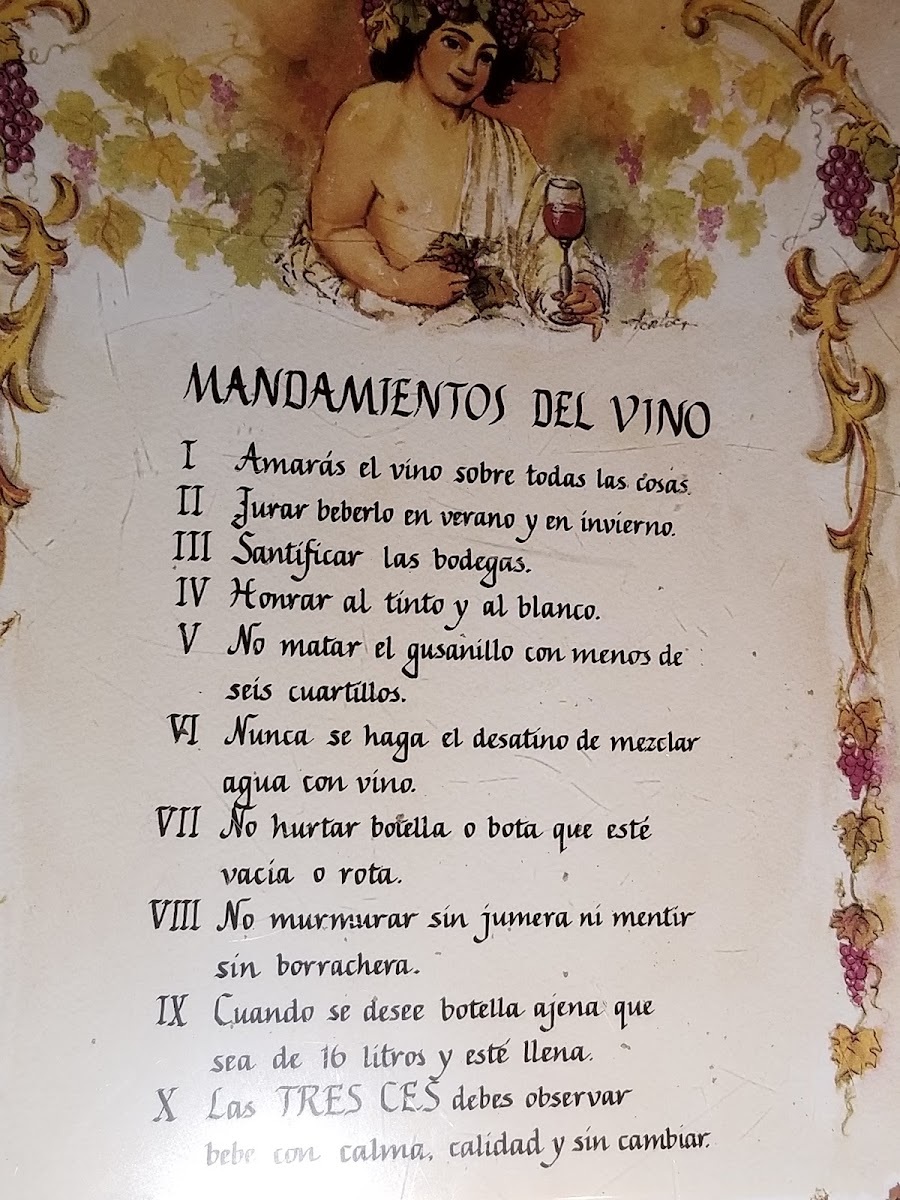 MANDAMIENTOS DEL VINO
I Amarás el vino sobre todas las cosas.
II Jurar beberlo en verano y en invierno.
III Santificar las bodegas.
IV Honrar al tinto y al blanco.
V No matar el gusanillo con menos de
seis cuartillos.
VI Nunca se haga el desatino de mezclar
agua con vino.
VII No hurtar botella o bota que esté
vacía o rota.
VIII No murmurar sin jumera ni mentir
sin borrachera.
IX Cuando se desee botella ajena que
sea de 16 litros y esté llena.
X Las TRES CES debes observar
bebe con calma, calidad y sin cambiar.